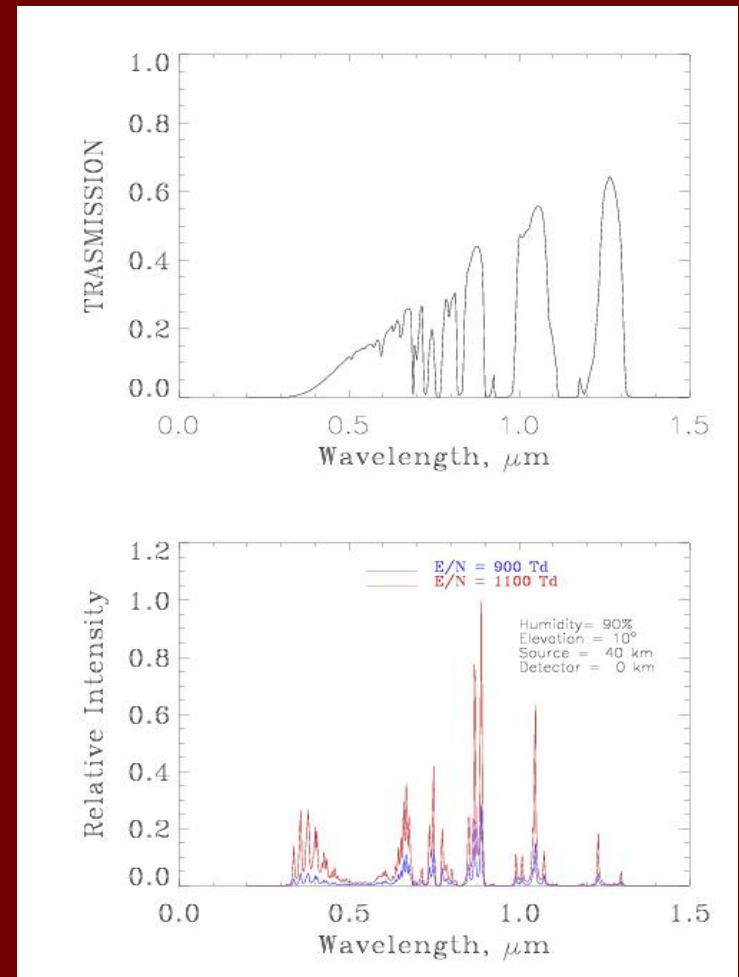 1.0
0.8
0.6
0.4
0.2
0.0
TRASMISSION
0.0 0.5 1.0 1.5
Wavelength, μm
1.2
1.0
0.8
0.6
0.4
0.2
0.0
Relative Intensity
E/N = 900 Td
E/N = 1100 Td
Humidity= 90%
Elevation = 10°
Source = 40 km
Detector = 0 km
0.0 0.5 1.0 1.5
Wavelength, μm